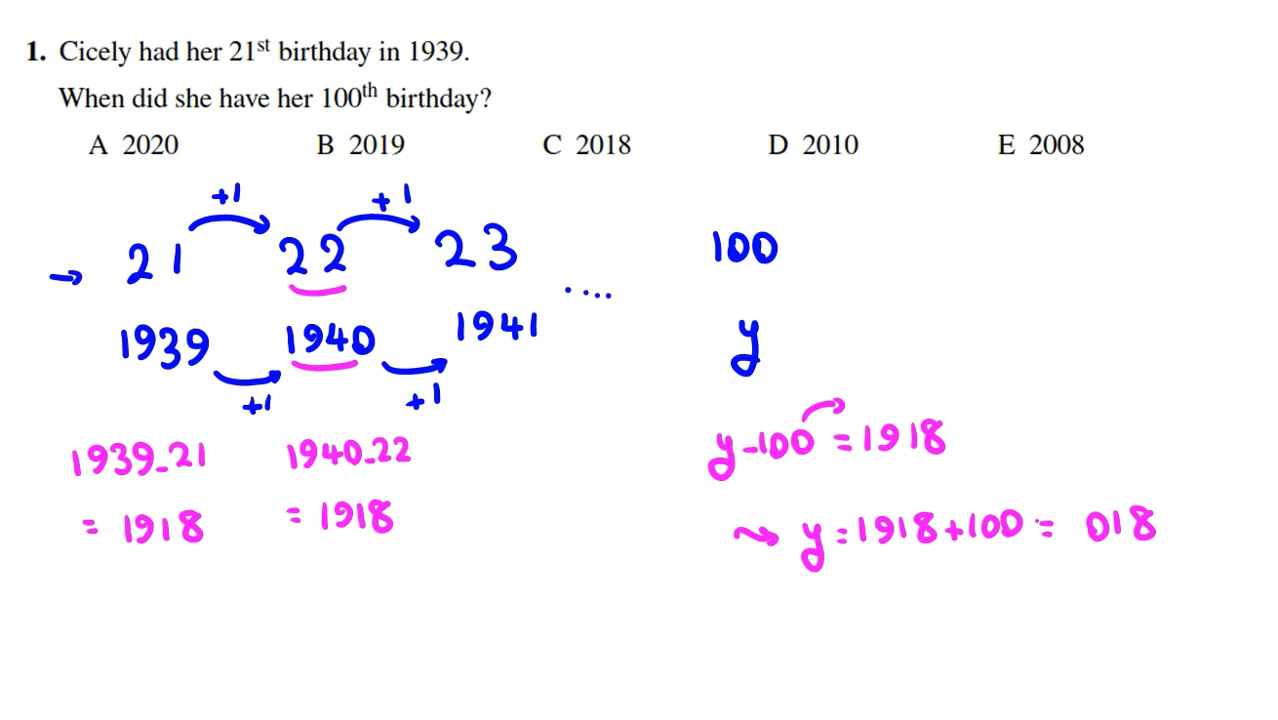 1. Cicely had her 21st birthday in 1939.
When did she have her 100th birthday?
A 2020 B 2019 C 2018 D 2010 E 2008
+1 +1
→ 21 22 23 .... 100
1939 1940 1941 y
+1 +1
1939-21 1940-22 y-100 = 1918
= 1918 = 1918 ⇝ y = 1918+100 = 018